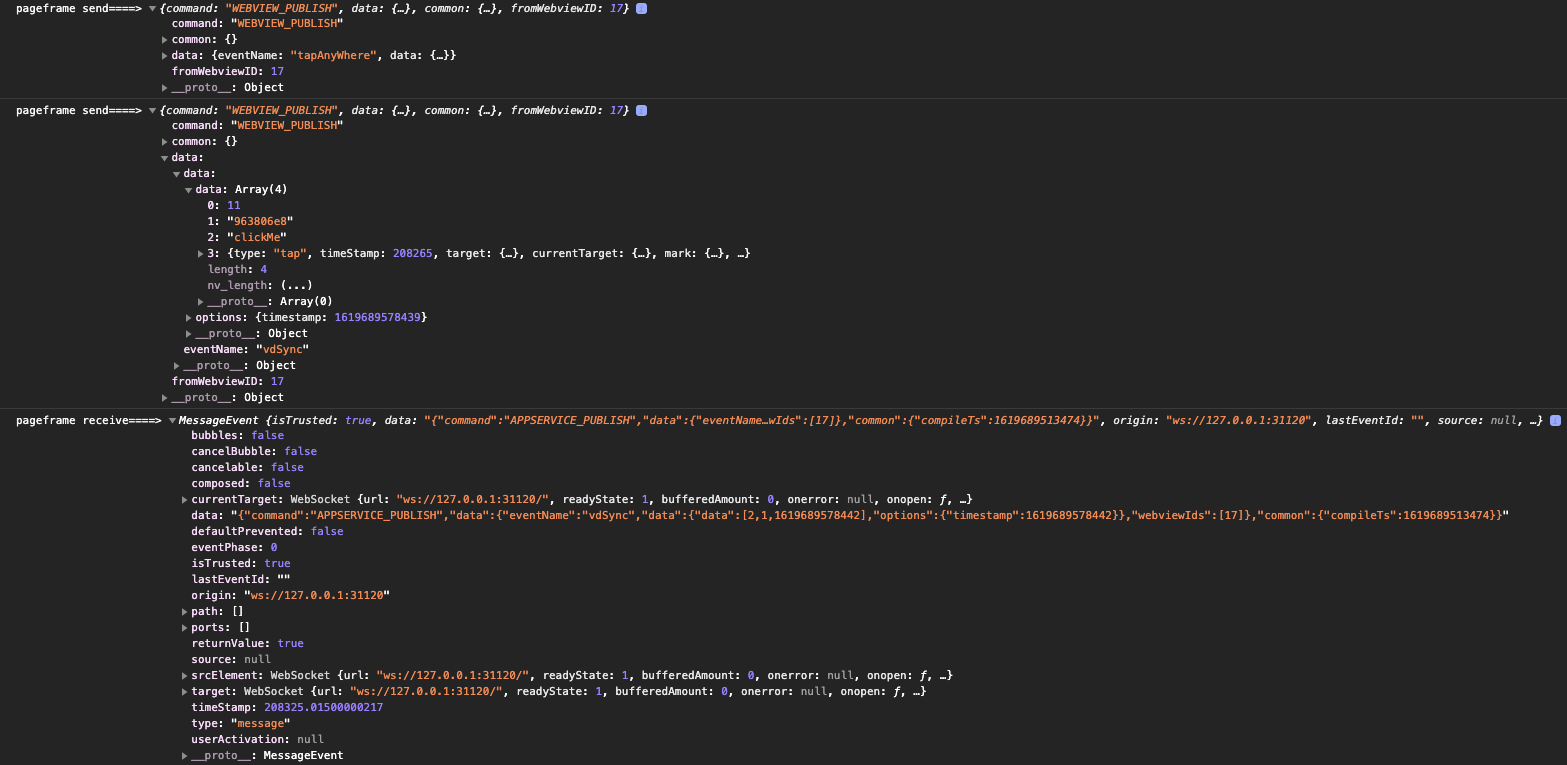 pageframe send====> ▼{command: "WEBVIEW_PUBLISH", data: {…}, common: {…}, fromWebviewID: 17} i
command: "WEBVIEW_PUBLISH"
▶common: {}
▶data: {eventName: "tapAnyWhere", data: {…}}
fromWebviewID: 17
▶__proto__: Object
pageframe send====> ▼{command: "WEBVIEW_PUBLISH", data: {…}, common: {…}, fromWebviewID: 17} i
command: "WEBVIEW_PUBLISH"
▶common: {}
▼data:
▼data:
▼data: Array(4)
0: 11
1: "963806e8"
2: "clickMe"
▶3: {type: "tap", timeStamp: 208265, target: {…}, currentTarget: {…}, mark: {…}, …}
length: 4
nv_length: (...)
▶__proto__: Array(0)
▶options: {timestamp: 1619689578439}
▶__proto__: Object
eventName: "vdSync"
▶__proto__: Object
fromWebviewID: 17
▶__proto__: Object
pageframe receive====> ▼MessageEvent {isTrusted: true, data: "{"command":"APPSERVICE_PUBLISH","data":{"eventName…wIds":[17]},"common":{"compileTs":1619689513474}}", origin: "ws://127.0.0.1:31120", lastEventId: "", source: null, …} i
bubbles: false
cancelBubble: false
cancelable: false
composed: false
▶currentTarget: WebSocket {url: "ws://127.0.0.1:31120/", readyState: 1, bufferedAmount: 0, onerror: null, onopen: ƒ, …}
data: "{"command":"APPSERVICE_PUBLISH","data":{"eventName":"vdSync","data":{"data":[2,1,1619689578442],"options":{"timestamp":1619689578442}},"webviewIds":[17]},"common":{"compileTs":1619689513474}}"
defaultPrevented: false
eventPhase: 0
isTrusted: true
lastEventId: ""
origin: "ws://127.0.0.1:31120"
▶path: []
▶ports: []
returnValue: true
source: null
▶srcElement: WebSocket {url: "ws://127.0.0.1:31120/", readyState: 1, bufferedAmount: 0, onerror: null, onopen: ƒ, …}
▶target: WebSocket {url: "ws://127.0.0.1:31120/", readyState: 1, bufferedAmount: 0, onerror: null, onopen: ƒ, …}
timeStamp: 208325.01500000217
type: "message"
userActivation: null
▶__proto__: MessageEvent